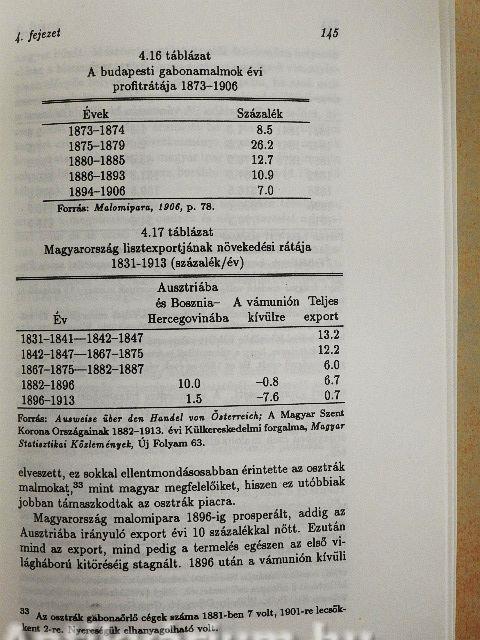 4. fejezet 145
4.16 táblázat
A budapesti gabonamalmok évi
profitrátája 1873–1906
Évek Százalék
1873–1874 8.5
1875–1879 26.2
1880–1885 12.7
1886–1893 10.9
1894–1906 7.0
Forrás: Malomipara, 1906, p. 78.
4.17 táblázat
Magyarország lisztexportjának növekedési rátája
1831-1913 (százalék/év)
Ausztriába
és Bosznia– A vámunión Teljes
Év Hercegovinába kívülre export
1831–1841—1842–1847 13.2
1842–1847—1867–1875 12.2
1867–1875—1882–1887 6.0
1882–1896 10.0 –0.8 6.7
1896–1913 1.5 –7.6 0.7
Forrás: Ausweise über den Handel von Österreich; A Magyar Szent
Korona Országainak 1882–1913. évi Külkereskedelmi forgalma, Magyar
Statisztikai Közlemények, Új Folyam 63.
elveszett, ez sokkal ellentmondásosabban érintette az osztrák
malmokat,33 mint magyar megfelelőiket, hiszen ez utóbbiak
jobban támaszkodtak az osztrák piacra.
Magyarország malomipara 1896-ig prosperált, addig az
Ausztriába irányuló export évi 10 százalékkal nőtt. Ezután
mind az export, mind pedig a termelés egészen az első vi-
lágháború kitöréséig stagnált. 1896 után a vámunión kívüli
33 Az osztrák gabonaőrlő cégek száma 1881-ben 7 volt, 1901-re lecsök-
kent 2-re. Nyereségük elhanyagolható volt.